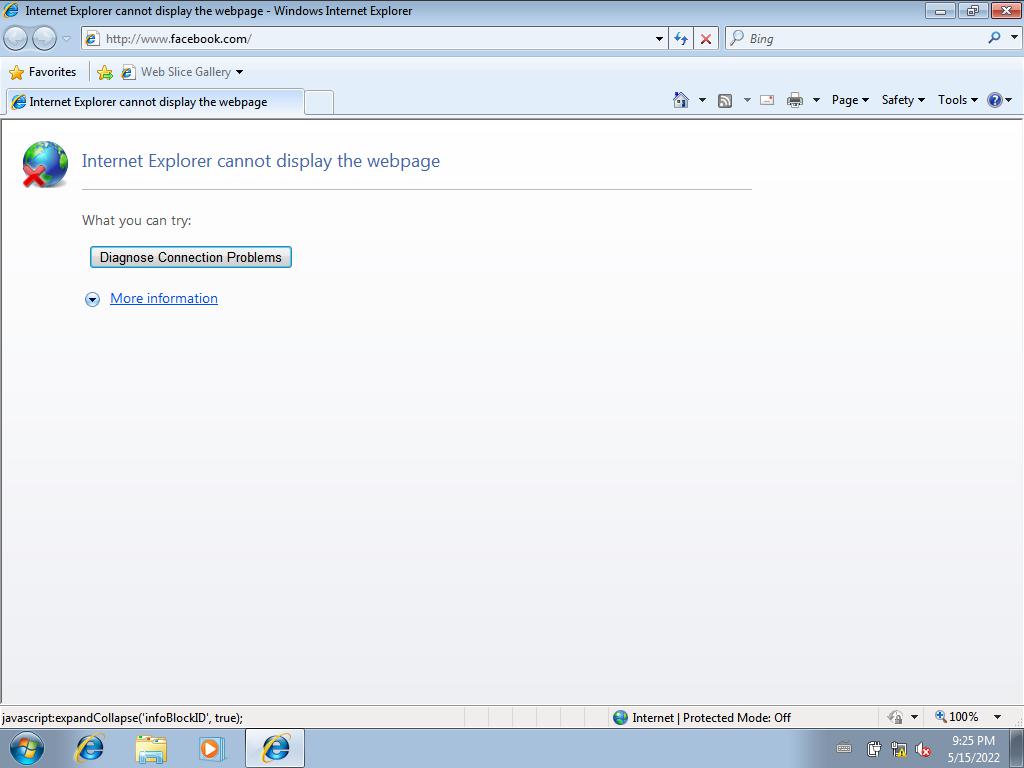 Internet Explorer cannot display the webpage - Windows Internet Explorer
http://www.facebook.com/
Bing
Favorites
Web Slice Gallery
Internet Explorer cannot display the webpage
Page
Safety
Tools
Internet Explorer cannot display the webpage
What you can try:
Diagnose Connection Problems
More information
javascript:expandCollapse('infoBlockID', true);
Internet | Protected Mode: Off
100%
9:25 PM
5/15/2022